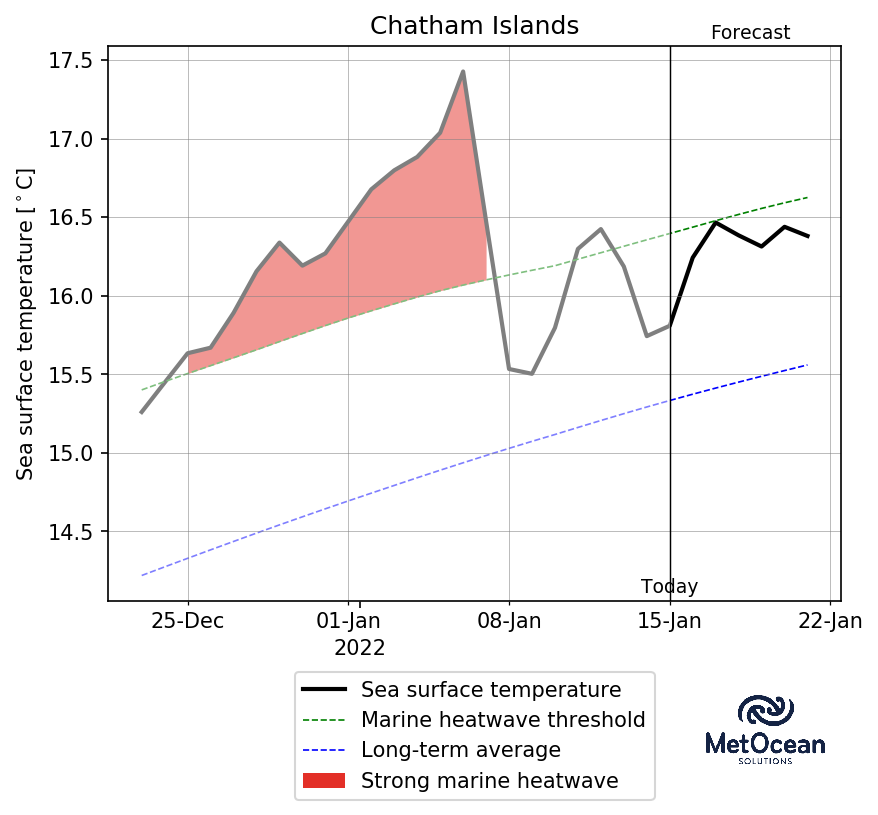 Chatham Islands
Forecast
Sea surface temperature [°C]
17.5
17.0
16.5
16.0
15.5
15.0
14.5
Today
25-Dec 01-Jan 08-Jan 15-Jan 22-Jan
2022
Sea surface temperature
Marine heatwave threshold
Long-term average
Strong marine heatwave
MetOcean
SOLUTIONS